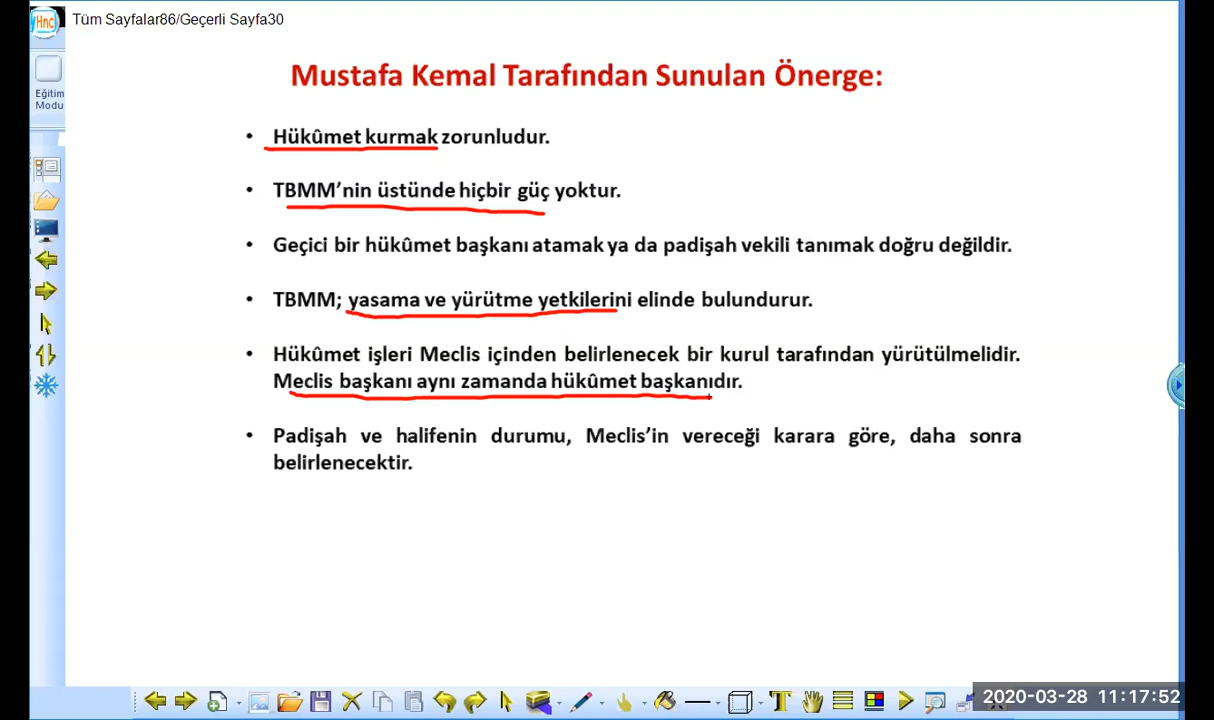 Hnc
Tüm Sayfalar86/Geçerli Sayfa30
Eğitim
Modu
Mustafa Kemal Tarafından Sunulan Önerge:
• Hükûmet kurmak zorunludur.
• TBMM’nin üstünde hiçbir güç yoktur.
• Geçici bir hükûmet başkanı atamak ya da padişah vekili tanımak doğru değildir.
• TBMM; yasama ve yürütme yetkilerini elinde bulundurur.
• Hükûmet işleri Meclis içinden belirlenecek bir kurul tarafından yürütülmelidir.
Meclis başkanı aynı zamanda hükûmet başkanıdır.
• Padişah ve halifenin durumu, Meclis’in vereceği karara göre, daha sonra
belirlenecektir.
2020-03-28 11:17:52